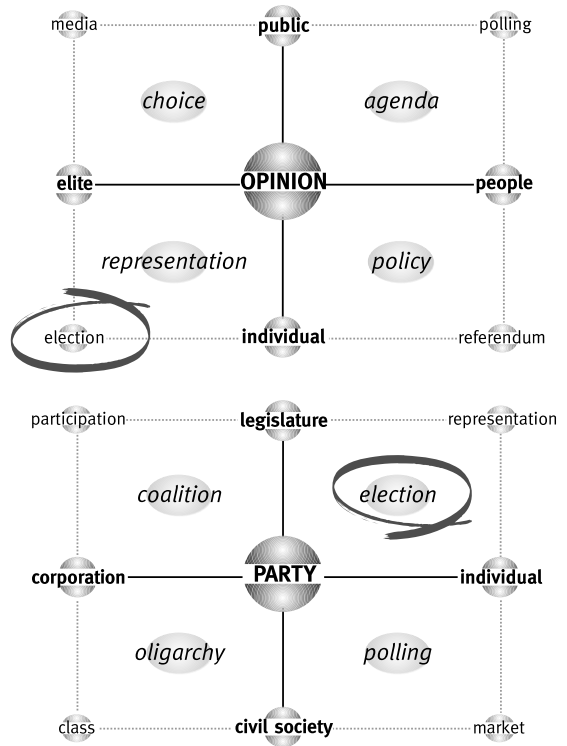 media public polling
choice agenda
elite OPINION people
representation policy
election individual referendum
participation legislature representation
coalition election
corporation PARTY individual
oligarchy polling
class civil society market